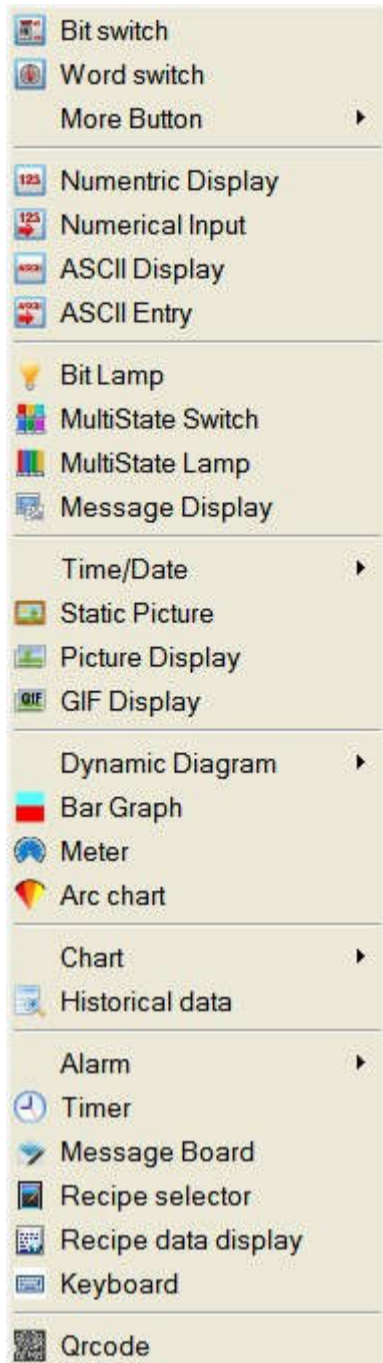 Bit switch
Word switch
More Button
Numentric Display
Numerical Input
ASCII Display
ASCII Entry
Bit Lamp
MultiState Switch
MultiState Lamp
Message Display
Time/Date
Static Picture
Picture Display
GIF Display
Dynamic Diagram
Bar Graph
Meter
Arc chart
Chart
Historical data
Alarm
Timer
Message Board
Recipe selector
Recipe data display
Keyboard
Qrcode